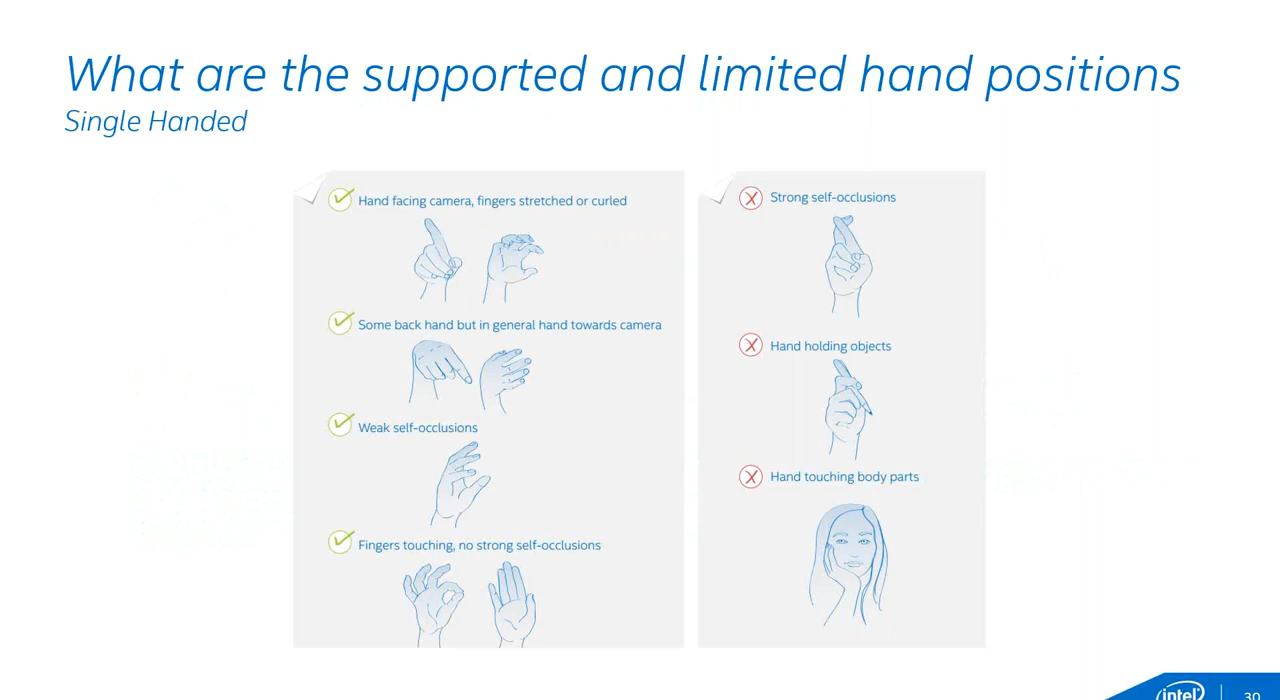 What are the supported and limited hand positions
Single Handed
Hand facing camera, fingers stretched or curled
Some back hand but in general hand towards camera
Weak self-occlusions
Fingers touching, no strong self-occlusions
Strong self-occlusions
Hand holding objects
Hand touching body parts
intel
30